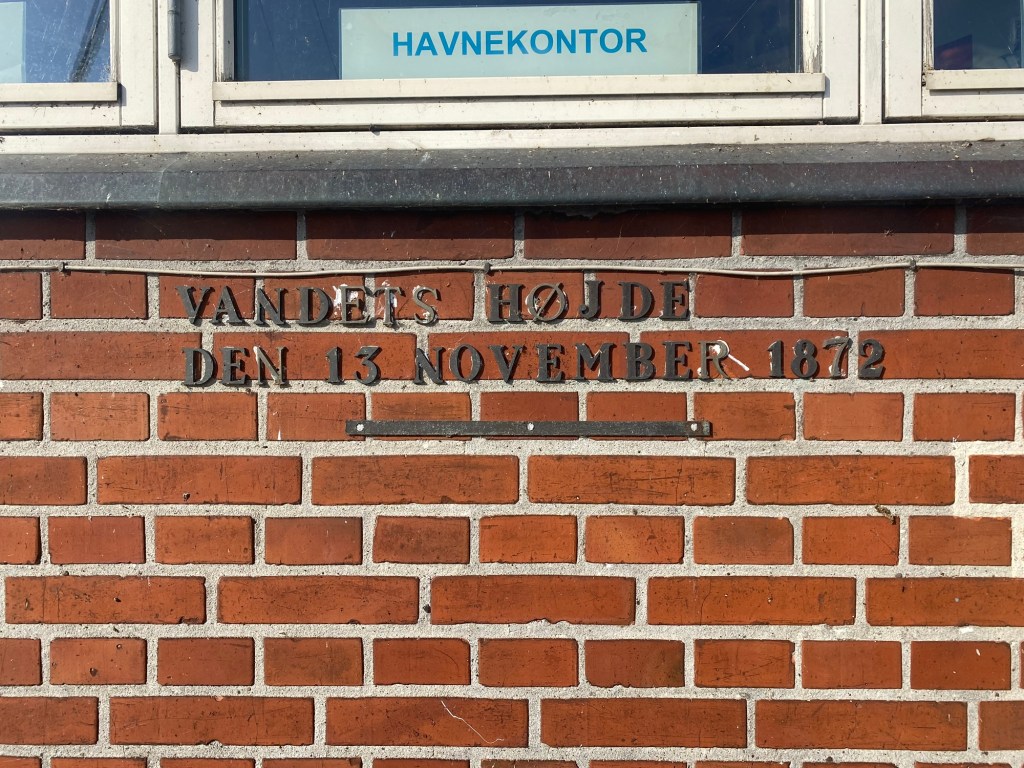 HAVNEKONTOR
VANDETS HØJDE
DEN 13 NOVEMBER 1872